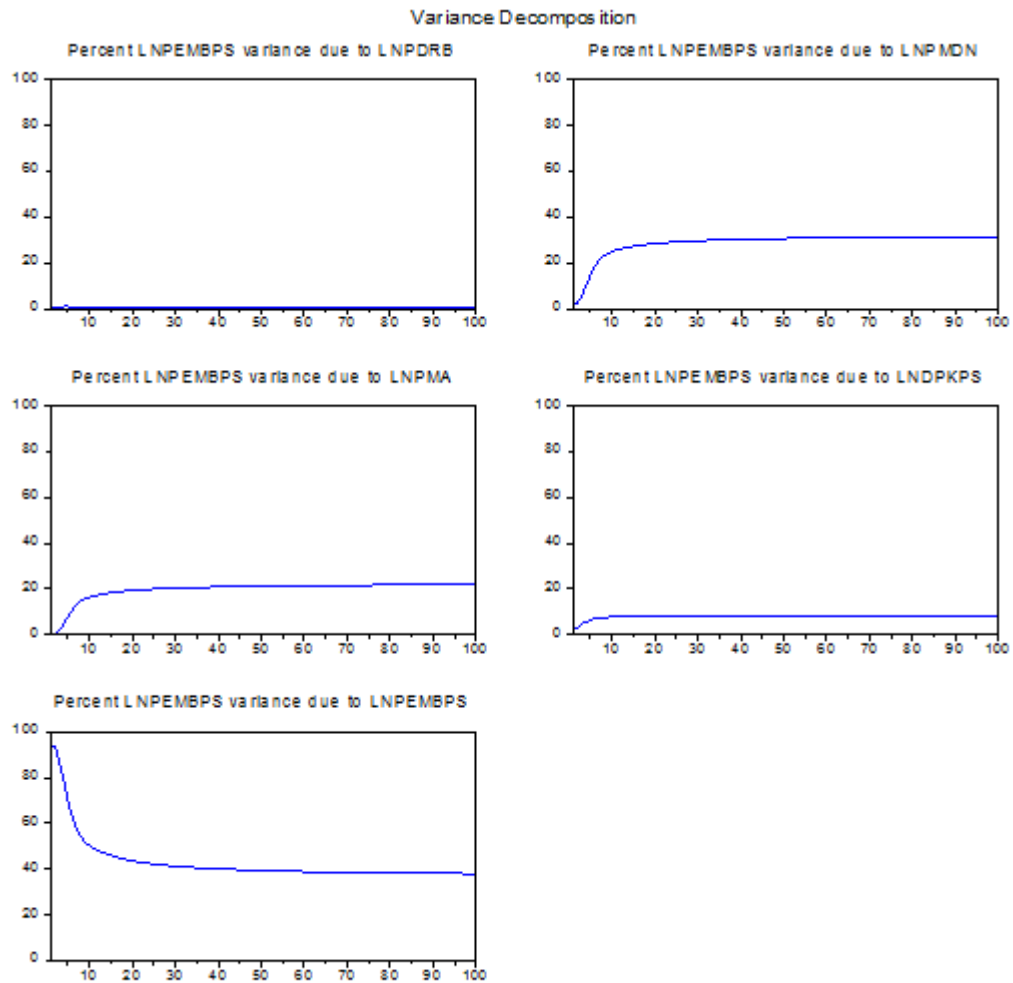 Variance Decomposition
Percent LNPEMBPS variance due to LNPDRB
100
80
60
40
20
0
10 20 30 40 50 60 70 80 90 100
Percent LNPEMBPS variance due to LNPMDN
100
80
60
40
20
0
10 20 30 40 50 60 70 80 90 100
Percent LNPEMBPS variance due to LNPMA
100
80
60
40
20
0
10 20 30 40 50 60 70 80 90 100
Percent LNPEMBPS variance due to LNDPKPS
100
80
60
40
20
0
10 20 30 40 50 60 70 80 90 100
Percent LNPEMBPS variance due to LNPEMBPS
100
80
60
40
20
0
10 20 30 40 50 60 70 80 90 100